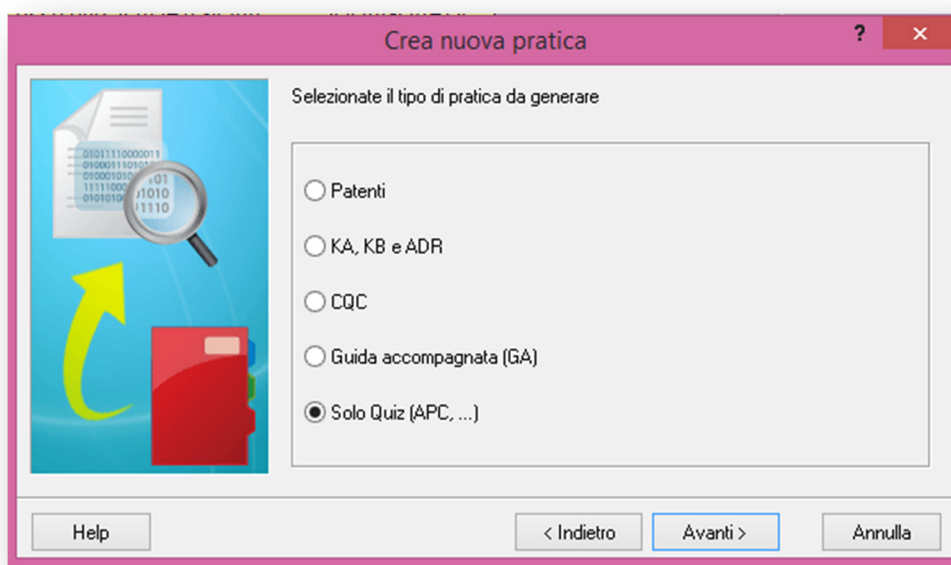 Crea nuova pratica
?
Selezionate il tipo di pratica da generare
01011110000011
Patenti
KA, KB e ADR
CQC
Guida accompagnata (GA)
Solo Quiz (APC, ...)
Help
< Indietro
Avanti >
Annulla